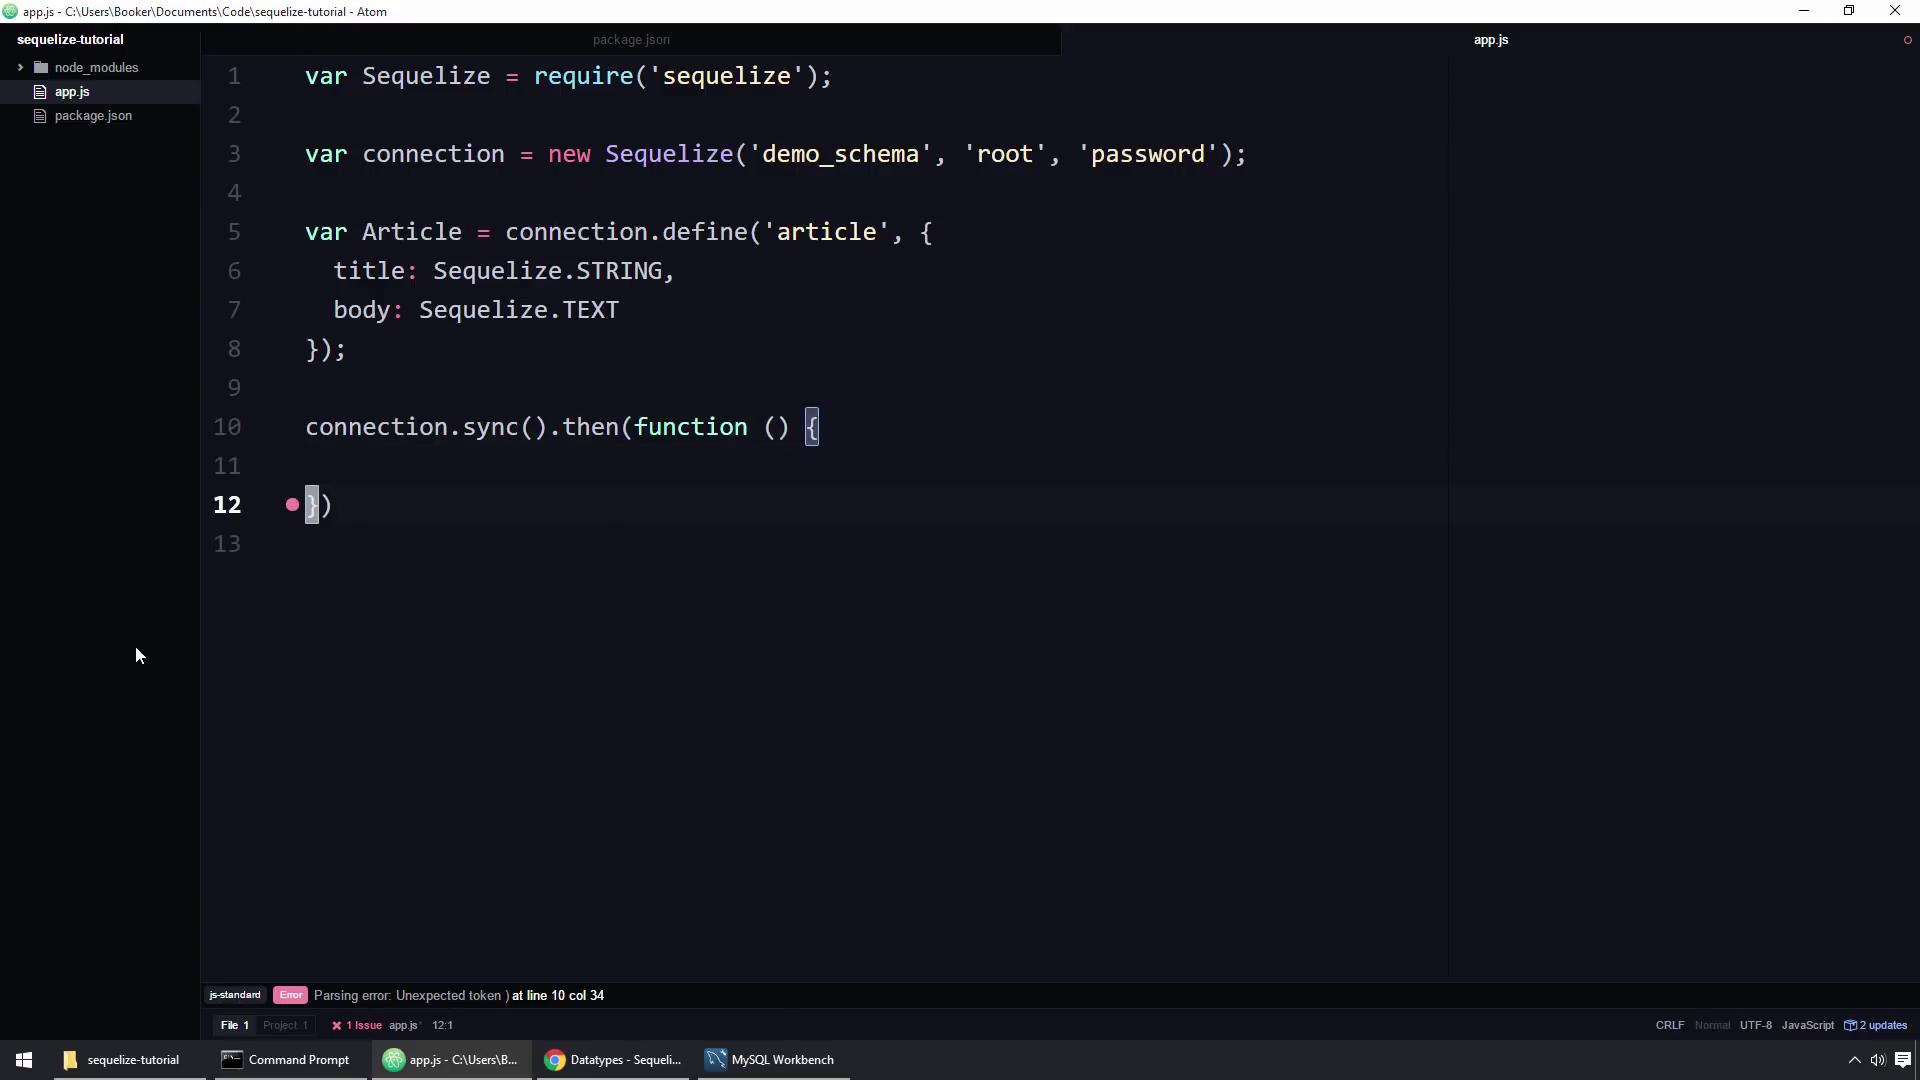 app.js - C:\Users\Booker\Documents\Code\sequelize-tutorial - Atom
sequelize-tutorial
node_modules
app.js
package.json
package.json
app.js
1 var Sequelize = require('sequelize');
2
3 var connection = new Sequelize('demo_schema', 'root', 'password');
4
5 var Article = connection.define('article', {
6 title: Sequelize.STRING,
7 body: Sequelize.TEXT
8 });
9
10 connection.sync().then(function () {
11
12 })
13
js-standard Error Parsing error: Unexpected token ) at line 10 col 34
File 1 Project 1 1 Issue app.js* 12:1 CRLF Normal UTF-8 JavaScript 2 updates
sequelize-tutorial Command Prompt app.js - C:\Users\B... Datatypes - Sequeli... MySQL Workbench